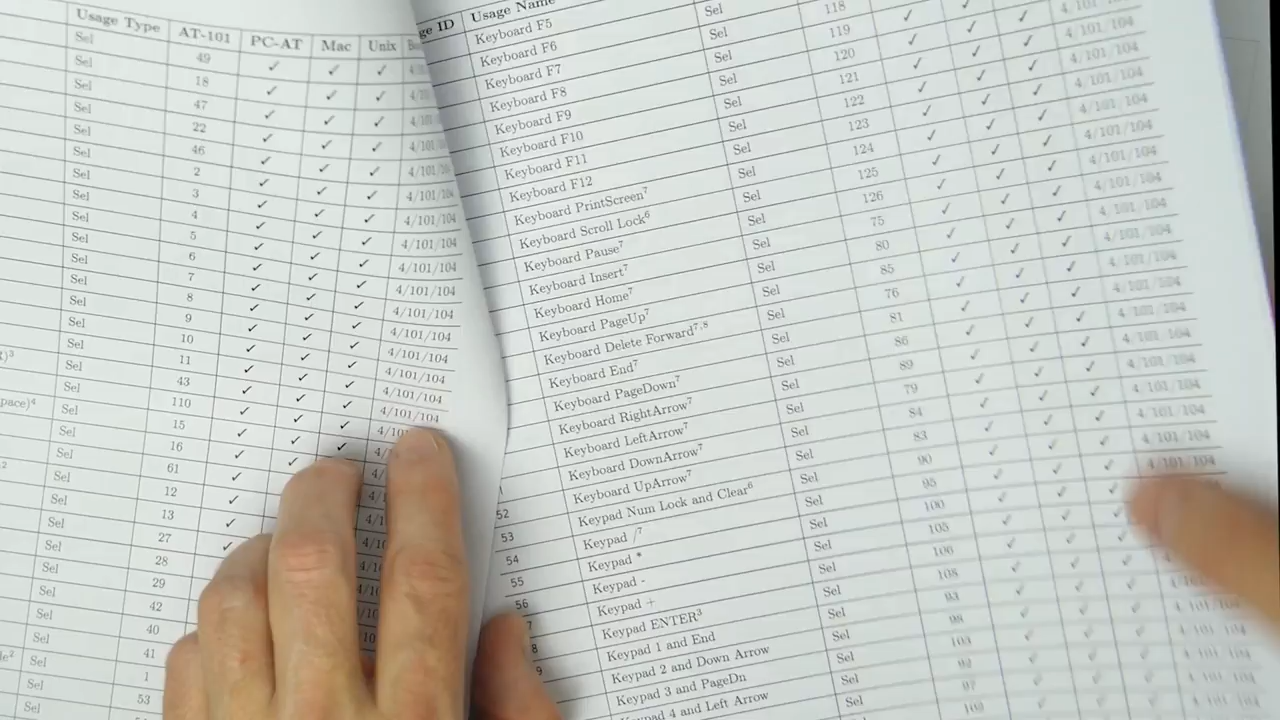 Usage Type AT-101 PC-AT Mac Unix
Sel 49 ✓ ✓ ✓
Sel 18 ✓ ✓ ✓
Sel 47 ✓ ✓ ✓
Sel 22 ✓ ✓ ✓
Sel 46 ✓ ✓ ✓
Sel 2 ✓ ✓ ✓ 4/101/104
Sel 3 ✓ ✓ ✓ 4/101/104
Sel 4 ✓ ✓ ✓ 4/101/104
Sel 5 ✓ ✓ ✓ 4/101/104
Sel 6 ✓ ✓ ✓ 4/101/104
Sel 7 ✓ ✓ ✓ 4/101/104
Sel 8 ✓ ✓ ✓ 4/101/104
Sel 9 ✓ ✓ ✓ 4/101/104
Sel 10 ✓ ✓ ✓ 4/101/104
Sel 11 ✓ ✓ ✓ 4/101/104
Sel 43 ✓ ✓ ✓ 4/101/104
Sel 110 ✓ ✓ ✓
Sel 15 ✓ ✓ ✓
Sel 16 ✓
Sel 61 ✓
Sel 12 ✓
Sel 13 ✓
Sel 27
Sel 28
Sel 29
Sel 42
Sel 40
Sel 41
Sel 1
Sel 53
ge ID Usage Name
Keyboard F5
Keyboard F6 Sel
Keyboard F7 Sel 118
Keyboard F8 Sel 119 ✓
Keyboard F9 Sel 120 ✓ ✓ ✓
Keyboard F10 Sel 121 ✓ ✓ ✓ 4/101/104
Keyboard F11 Sel 122 ✓ ✓ ✓ 4/101/104
Keyboard F12 Sel 123 ✓ ✓ ✓ 4/101/104
Keyboard PrintScreen⁷ Sel 124 ✓ ✓ ✓ 4/101/104
Keyboard Scroll Lock⁶ Sel 125 ✓ ✓ ✓ 4/101/104
Keyboard Pause⁷ Sel 126 ✓ ✓ ✓ 4/101/104
Keyboard Insert⁷ Sel 75 ✓ ✓ ✓ 4/101/104
Keyboard Home⁷ Sel 80 ✓ ✓ ✓ 4/101/104
Keyboard PageUp⁷ Sel 85 ✓ ✓ ✓ 4/101/104
Keyboard Delete Forward⁷,⁸ Sel 76 ✓ ✓ ✓ 4/101/104
Keyboard End⁷ Sel 81 ✓ ✓ ✓ 4/101/104
Keyboard PageDown⁷ Sel 86 ✓ ✓ ✓ 4/101/104
Keyboard RightArrow⁷ Sel 89 ✓ ✓ ✓ 4/101/104
Keyboard LeftArrow⁷ Sel 79 ✓ ✓ ✓ 4/101/104
Keyboard DownArrow⁷ Sel 84 ✓ ✓ ✓ 4/101/104
52 Keyboard UpArrow⁷ Sel 83 ✓ ✓ ✓ 4/101/104
53 Keypad Num Lock and Clear⁶ Sel 90 ✓ ✓ ✓ 4/101/104
54 Keypad /⁷ Sel 95 ✓ ✓ ✓ 4/101/104
55 Keypad * Sel 100 ✓ ✓ ✓
56 Keypad - Sel 105 ✓ ✓ ✓
Keypad + Sel 106 ✓ ✓ ✓
Keypad ENTER³ Sel 108 ✓ ✓ ✓
Keypad 1 and End Sel 93 ✓ ✓ ✓
Keypad 2 and Down Arrow Sel 98 ✓ ✓ ✓
Keypad 3 and PageDn Sel 103 ✓ ✓ ✓
Keypad 4 and Left Arrow Sel 92 ✓ ✓ ✓